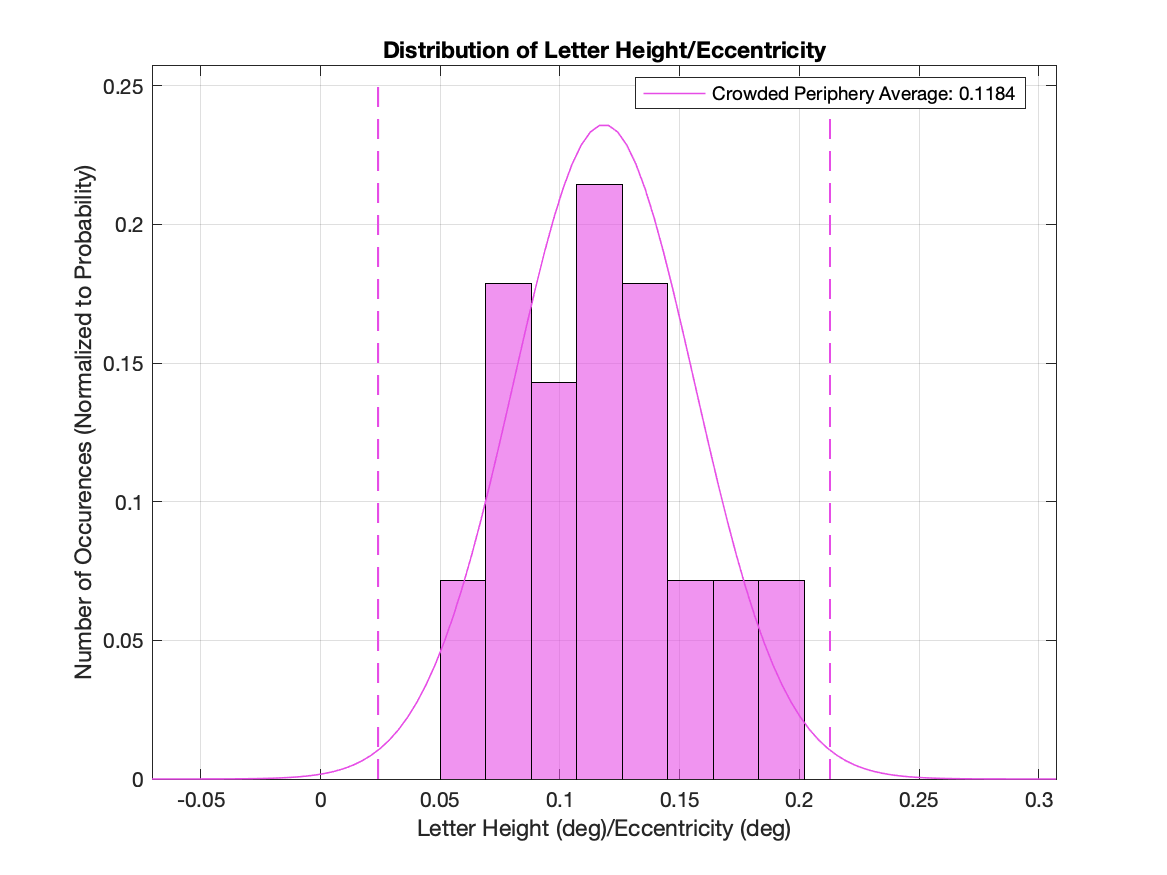 Distribution of Letter Height/Eccentricity
Crowded Periphery Average: 0.1184
Number of Occurences (Normalized to Probability)
0.25
0.2
0.15
0.1
0.05
0
-0.05 0 0.05 0.1 0.15 0.2 0.25 0.3
Letter Height (deg)/Eccentricity (deg)